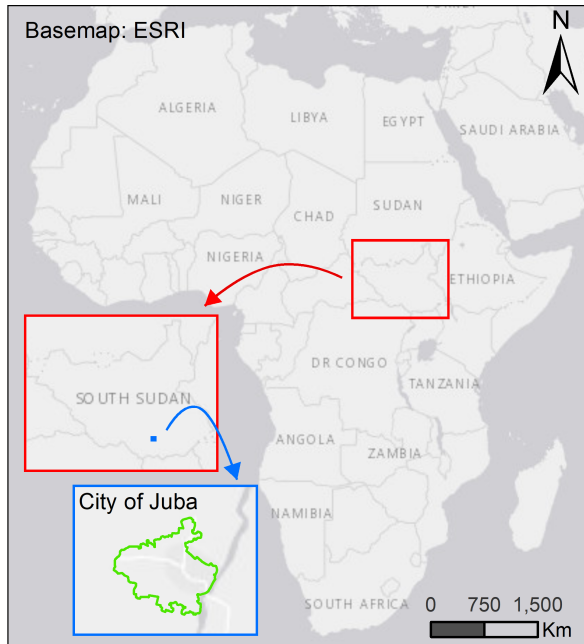 Basemap: ESRI
N
ALGERIA
LIBYA
EGYPT
SAUDI ARABIA
MALI
NIGER
CHAD
SUDAN
NIGERIA
ETHIOPIA
DR CONGO
TANZANIA
SOUTH SUDAN
ANGOLA
ZAMBIA
City of Juba
NAMIBIA
SOUTH AFRICA
0 750 1,500
Km